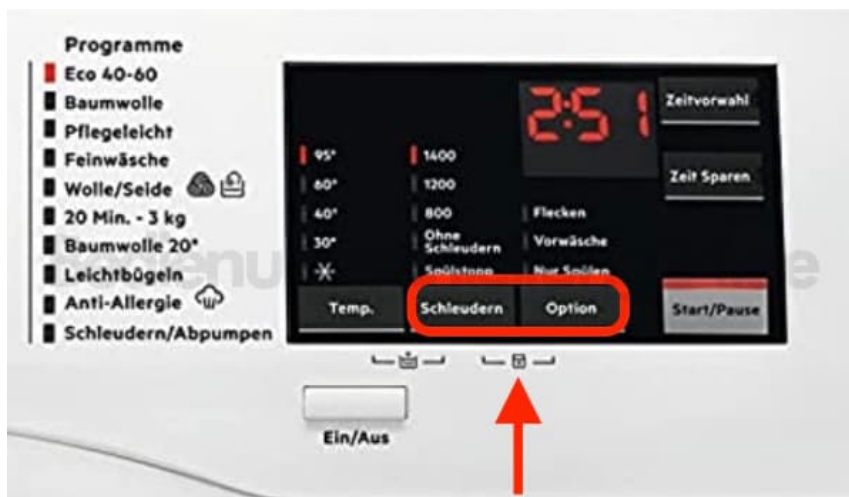 Programme
Eco 40-60
Baumwolle
Pflegeleicht
Feinwäsche
Wolle/Seide
20 Min. - 3 kg
Baumwolle 20°
Leichtbügeln
Anti-Allergie
Schleudern/Abpumpen
2:51
Zeitvorwahl
Zeit Sparen
95°
60°
40°
30°
1400
1200
800
Ohne
Schleudern
Spülstopp
Flecken
Vorwäsche
Nur Spülen
Temp.
Schleudern
Option
Start/Pause
Ein/Aus